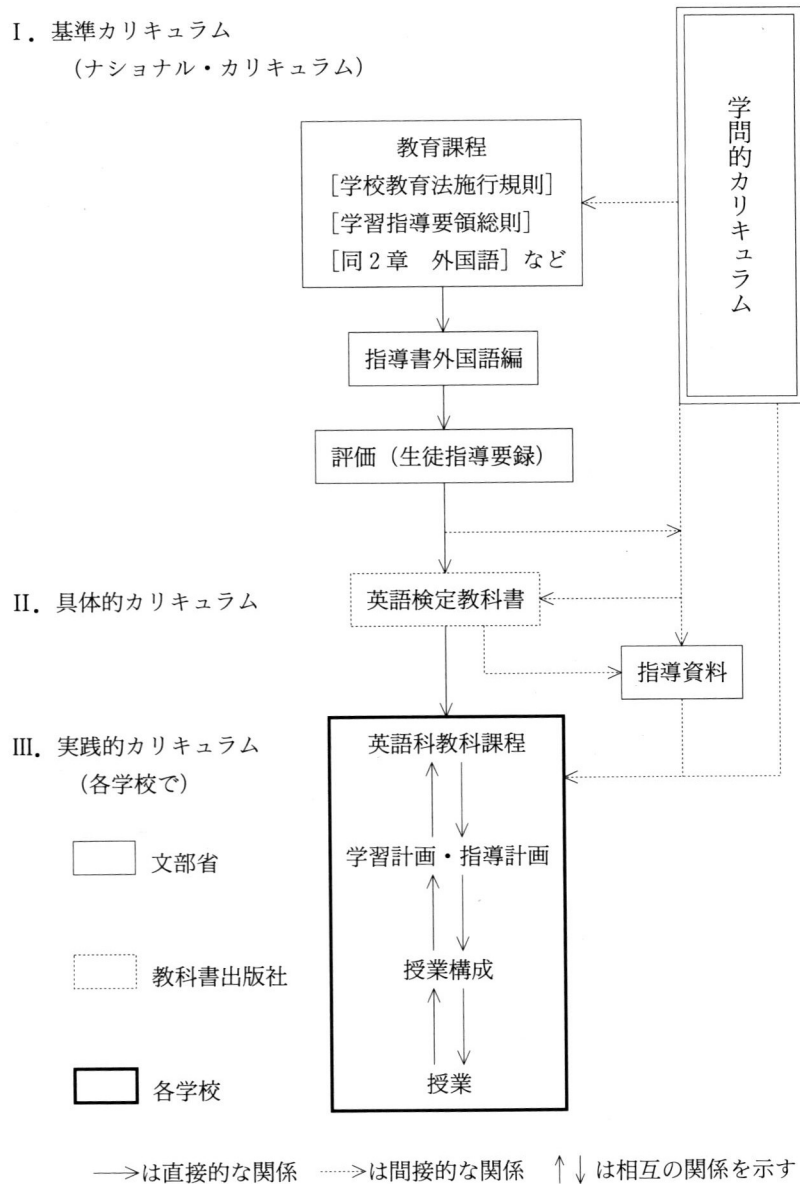 Ⅰ．基準カリキュラム
（ナショナル・カリキュラム）
学問的カリキュラム
教育課程
［学校教育法施行規則］
［学習指導要領総則］
［同2章　外国語］など
指導書外国語編
評価（生徒指導要録）
Ⅱ．具体的カリキュラム
英語検定教科書
指導資料
Ⅲ．実践的カリキュラム
（各学校で）
英語科教科課程
学習計画・指導計画
授業構成
授業
文部省
教科書出版社
各学校
──→は直接的な関係　┈┈>は間接的な関係　↑↓は相互の関係を示す